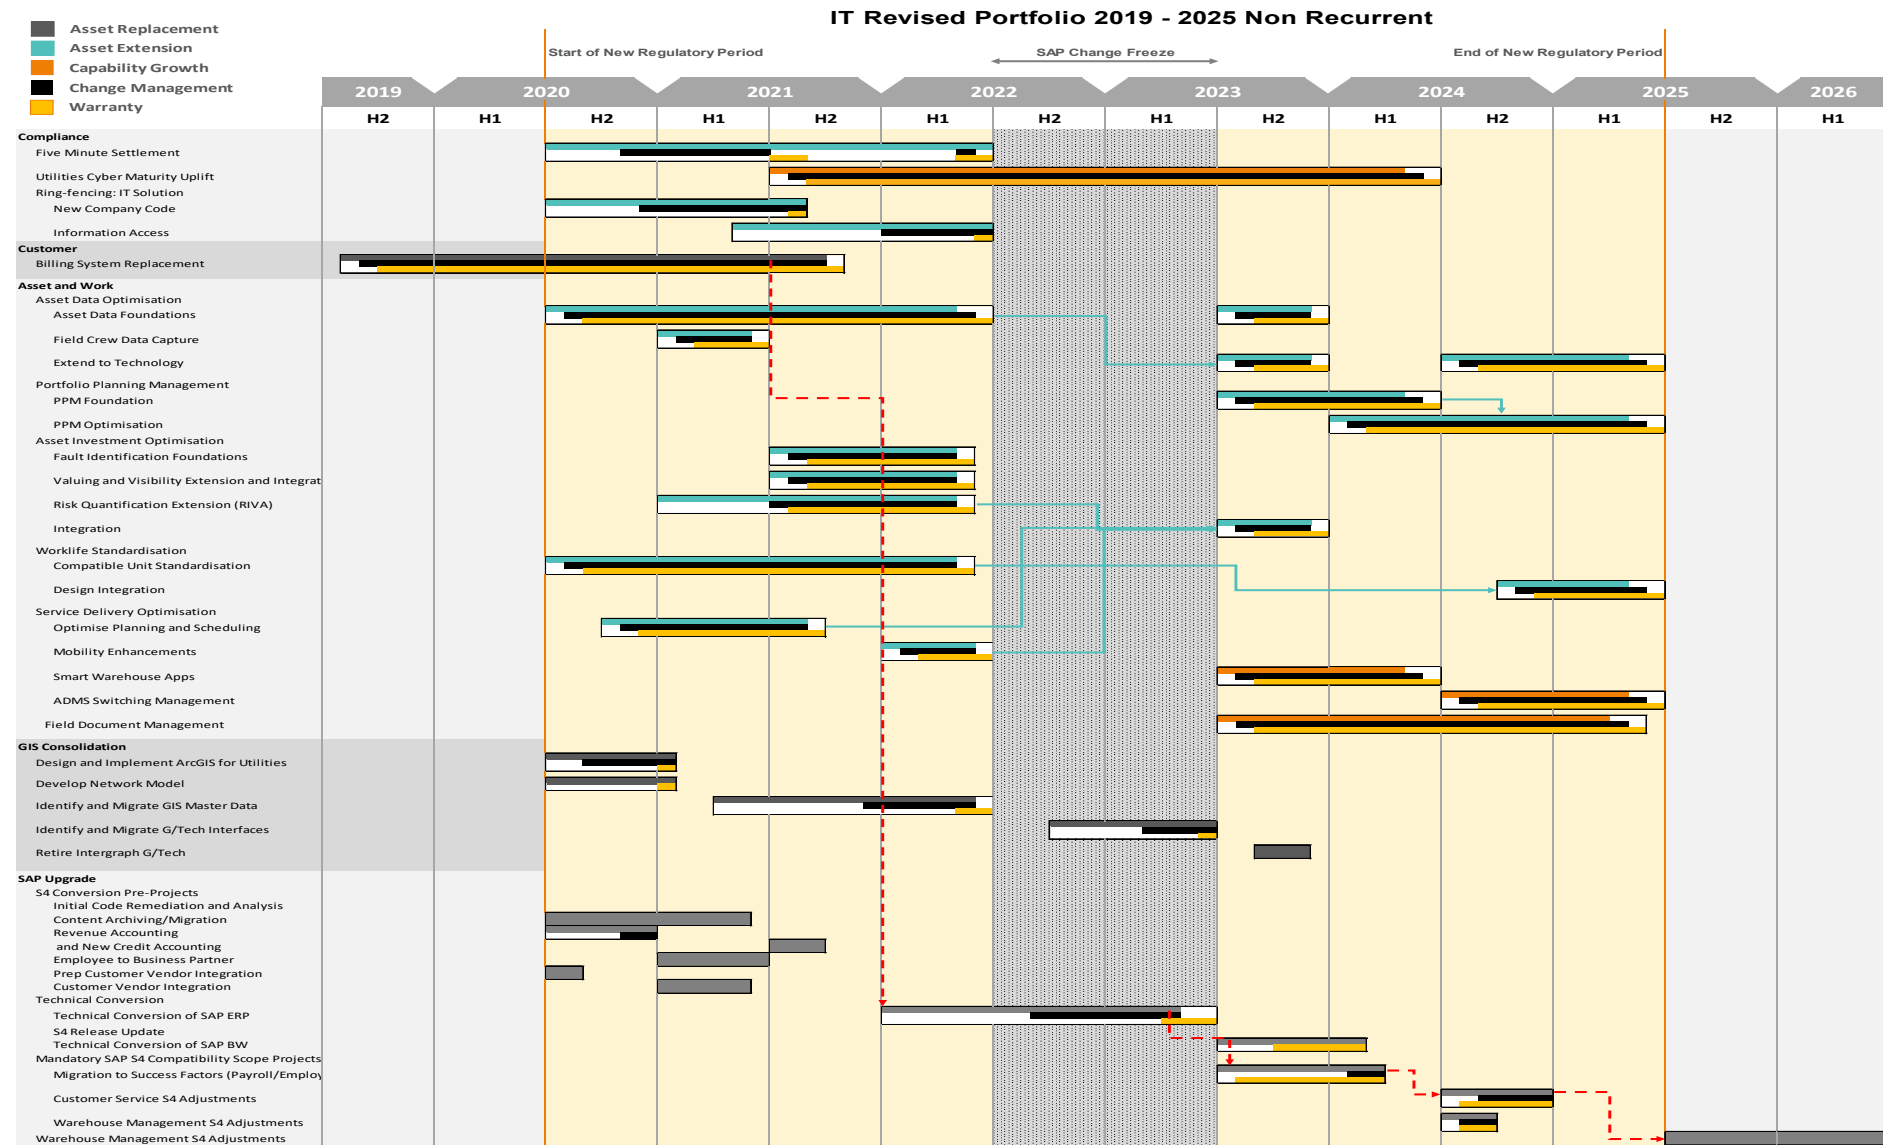 IT Revised Portfolio 2019 - 2025 Non Recurrent
Asset Replacement
Asset Extension
Capability Growth
Change Management
Warranty
Start of New Regulatory Period
SAP Change Freeze
End of New Regulatory Period
2019 2020 2021 2022 2023 2024 2025 2026
H2 H1 H2 H1 H2 H1 H2 H1 H2 H1 H2 H1 H2 H1
Compliance
Five Minute Settlement
Utilities Cyber Maturity Uplift
Ring-fencing: IT Solution
New Company Code
Information Access
Customer
Billing System Replacement
Asset and Work
Asset Data Optimisation
Asset Data Foundations
Field Crew Data Capture
Extend to Technology
Portfolio Planning Management
PPM Foundation
PPM Optimisation
Asset Investment Optimisation
Fault Identification Foundations
Valuing and Visibility Extension and Integrat
Risk Quantification Extension (RIVA)
Integration
Worklife Standardisation
Compatible Unit Standardisation
Design Integration
Service Delivery Optimisation
Optimise Planning and Scheduling
Mobility Enhancements
Smart Warehouse Apps
ADMS Switching Management
Field Document Management
GIS Consolidation
Design and Implement ArcGIS for Utilities
Develop Network Model
Identify and Migrate GIS Master Data
Identify and Migrate G/Tech Interfaces
Retire Intergraph G/Tech
SAP Upgrade
S4 Conversion Pre-Projects
Initial Code Remediation and Analysis
Content Archiving/Migration
Revenue Accounting
and New Credit Accounting
Employee to Business Partner
Prep Customer Vendor Integration
Customer Vendor Integration
Technical Conversion
Technical Conversion of SAP ERP
S4 Release Update
Technical Conversion of SAP BW
Mandatory SAP S4 Compatibility Scope Projects
Migration to Success Factors (Payroll/Employ
Customer Service S4 Adjustments
Warehouse Management S4 Adjustments
Warehouse Management S4 Adjustments